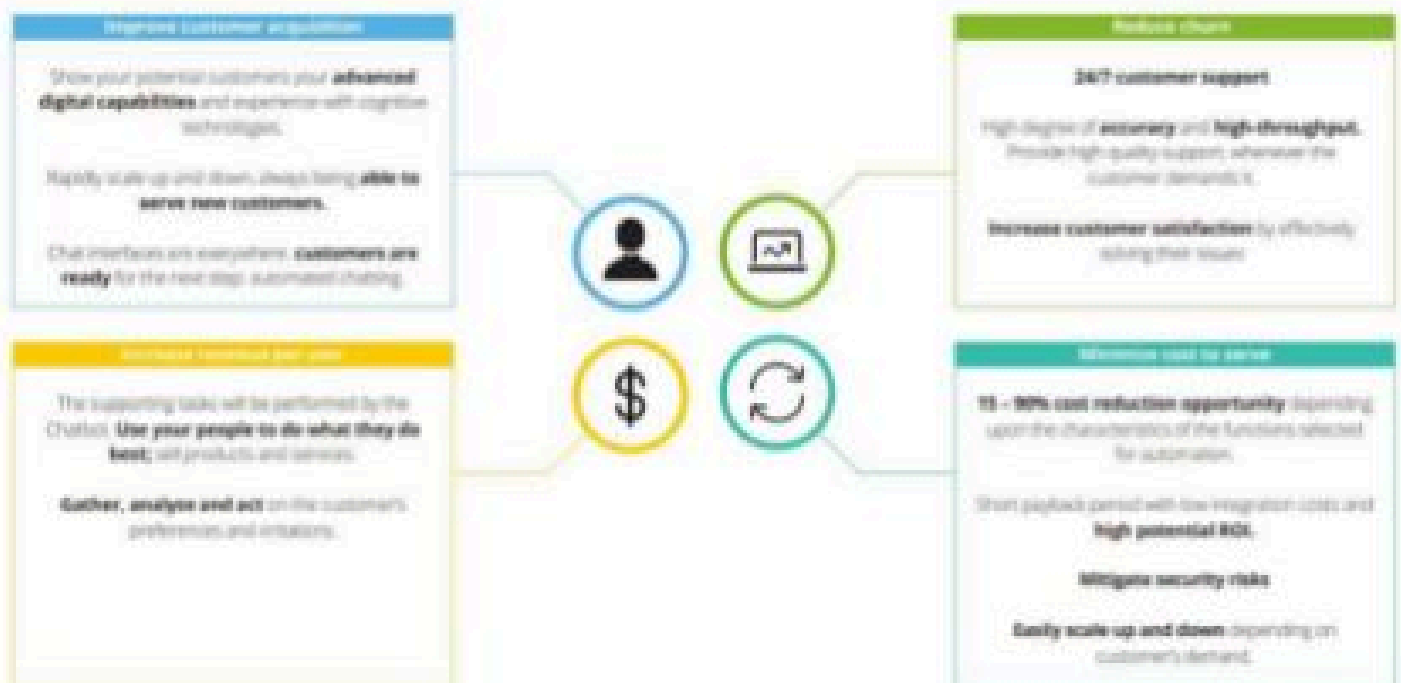 Improve customer acquisition
Show your potential customers your advanced
digital capabilities and experience with cognitive
technologies.
Rapidly scale up and down, always being able to
serve new customers.
Chat interfaces are everywhere, customers are
ready for the next step: automated chatting.
Reduce churn
24/7 customer support
High degree of accuracy and high-throughput.
Provide high quality support, whenever the
customer demands it.
Increase customer satisfaction by effectively
solving their issues
Increase revenue per user
The supporting tasks will be performed by the
Chatbot. Use your people to do what they do
best; sell products and services.
Gather, analyse and act on the customer's
preferences and irritations.
Minimize cost to serve
15 - 90% cost reduction opportunity depending
upon the characteristics of the functions selected
for automation.
Short payback period with low integration costs and
high potential ROI.
Mitigate security risks
Easily scale up and down depending on
customer's demand.